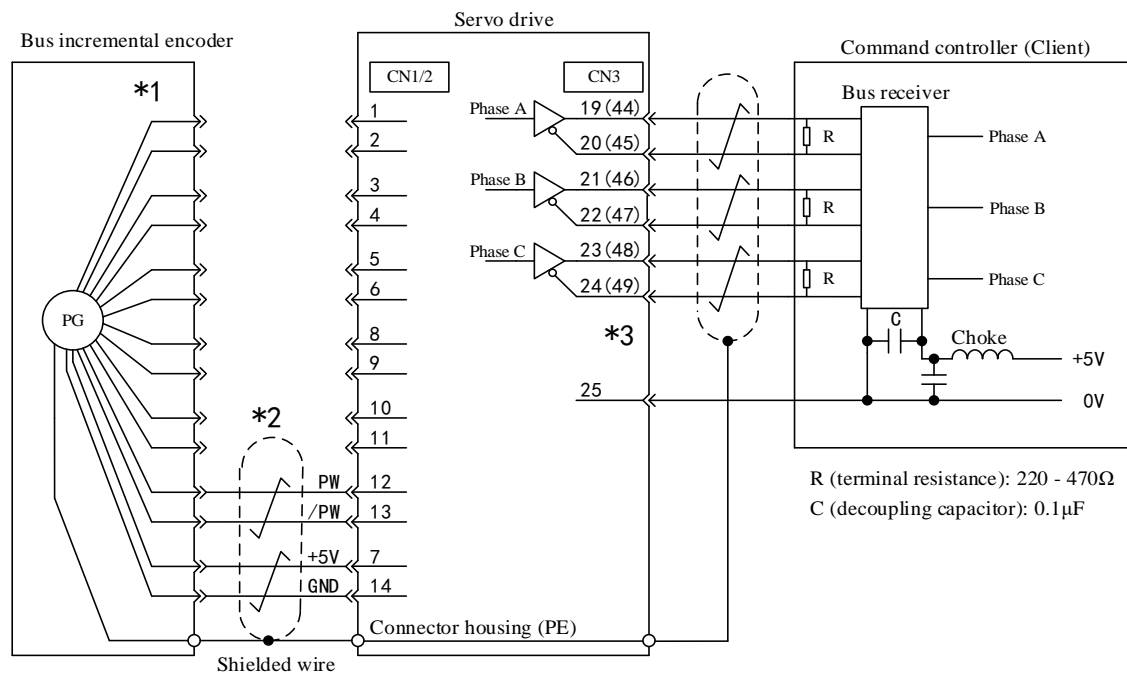 Servo drive
Bus incremental encoder
Command controller (Client)
*1
CN1/2
CN3
Bus receiver
1
2
3
4
5
6
8
9
10
11
Phase A
19(44)
20(45)
Phase B
21(46)
22(47)
Phase C
23(48)
24(49)
R
R
R
Phase A
Phase B
Phase C
PG
*3
C
Choke
+5V
25
0V
*2
PW
12
/PW
13
+5V
7
GND
14
R (terminal resistance): 220 - 470Ω
C (decoupling capacitor): 0.1μF
Connector housing (PE)
Shielded wire